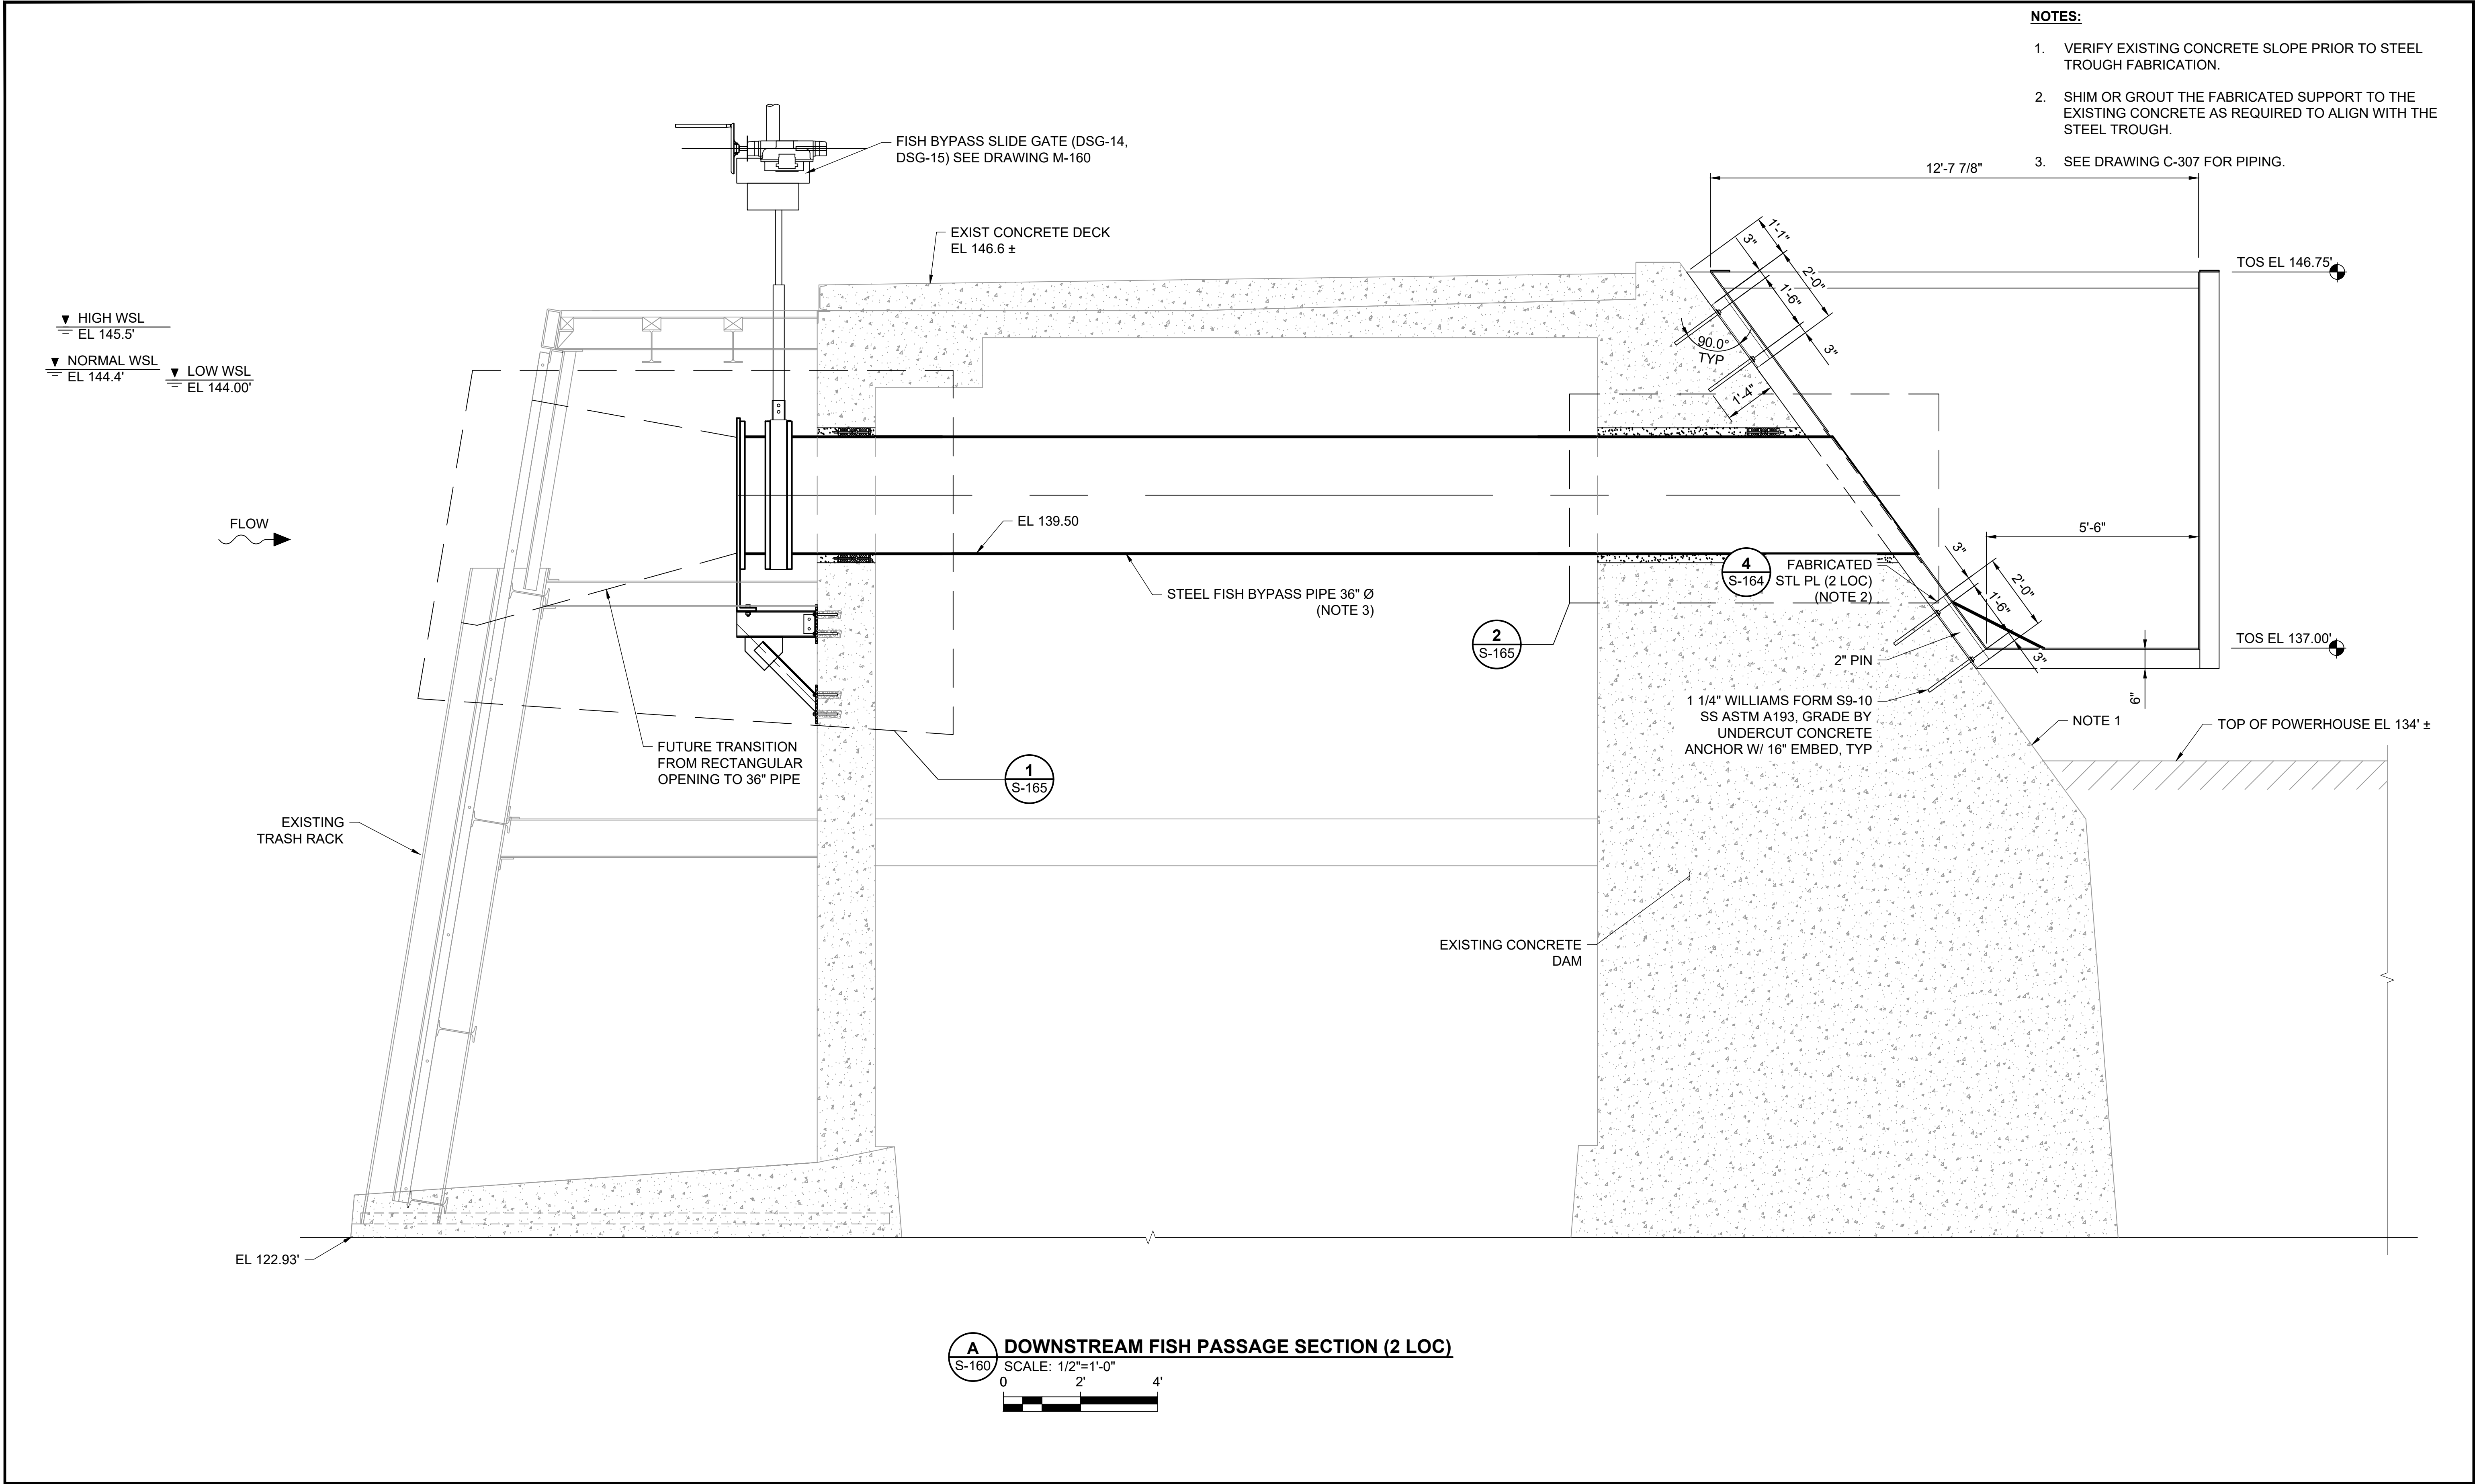 NOTES:
1. VERIFY EXISTING CONCRETE SLOPE PRIOR TO STEEL
TROUGH FABRICATION.
2. SHIM OR GROUT THE FABRICATED SUPPORT TO THE
EXISTING CONCRETE AS REQUIRED TO ALIGN WITH THE
STEEL TROUGH.
3. SEE DRAWING C-307 FOR PIPING.
12'-7 7/8"
FISH BYPASS SLIDE GATE (DSG-14,
DSG-15) SEE DRAWING M-160
EXIST CONCRETE DECK
EL 146.6 ±
1'-1"
3"
2'-0"
1'-6"
3"
90.0°
TYP
1'-4"
TOS EL 146.75'
HIGH WSL
EL 145.5'
NORMAL WSL
EL 144.4'
LOW WSL
EL 144.00'
FLOW
EL 139.50
5'-6"
STEEL FISH BYPASS PIPE 36" Ø
(NOTE 3)
4
S-164
FABRICATED
STL PL (2 LOC)
(NOTE 2)
3"
2'-0"
1'-6"
3"
2
S-165
TOS EL 137.00'
2" PIN
6"
1 1/4" WILLIAMS FORM S9-10
SS ASTM A193, GRADE BY
UNDERCUT CONCRETE
ANCHOR W/ 16" EMBED, TYP
NOTE 1
TOP OF POWERHOUSE EL 134' ±
FUTURE TRANSITION
FROM RECTANGULAR
OPENING TO 36" PIPE
1
S-165
EXISTING
TRASH RACK
EXISTING CONCRETE
DAM
EL 122.93'
A
S-160
DOWNSTREAM FISH PASSAGE SECTION (2 LOC)
SCALE: 1/2"=1'-0"
0 2' 4'